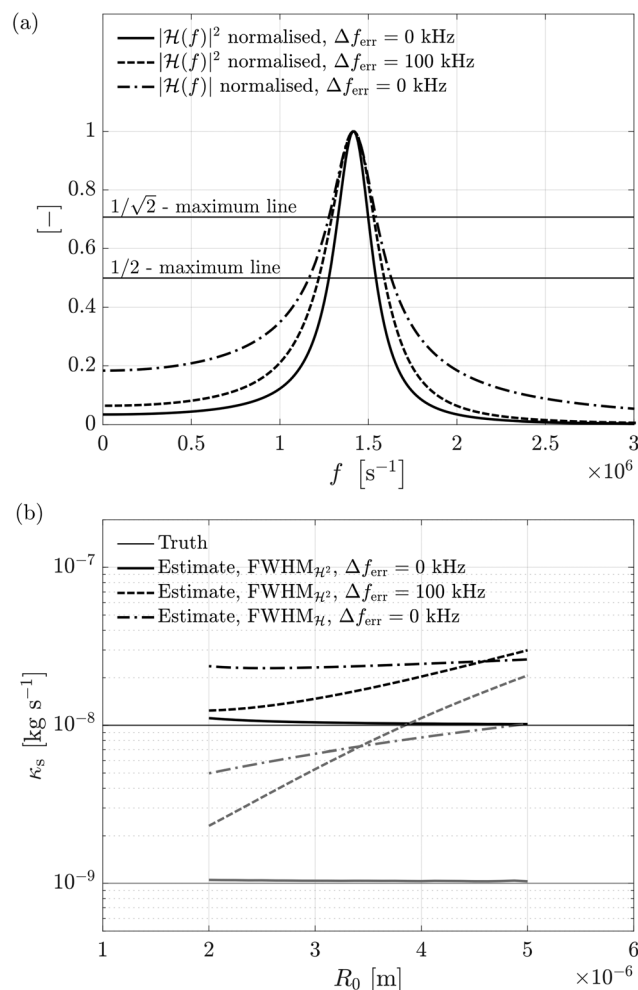 (a)
|ℋ(f)|² normalised, Δf_err = 0 kHz
|ℋ(f)|² normalised, Δf_err = 100 kHz
|ℋ(f)| normalised, Δf_err = 0 kHz
1
0.8
1/√2 - maximum line
0.6
1/2 - maximum line
0.4
0.2
0
[−]
0 0.5 1 1.5 2 2.5 3
f [s⁻¹] ×10⁶
(b)
Truth
10⁻⁷
Estimate, FWHM_ℋ², Δf_err = 0 kHz
Estimate, FWHM_ℋ², Δf_err = 100 kHz
Estimate, FWHM_ℋ, Δf_err = 0 kHz
10⁻⁸
10⁻⁹
κ_s [kg s⁻¹]
1 2 3 4 5 6
R₀ [m] ×10⁻⁶